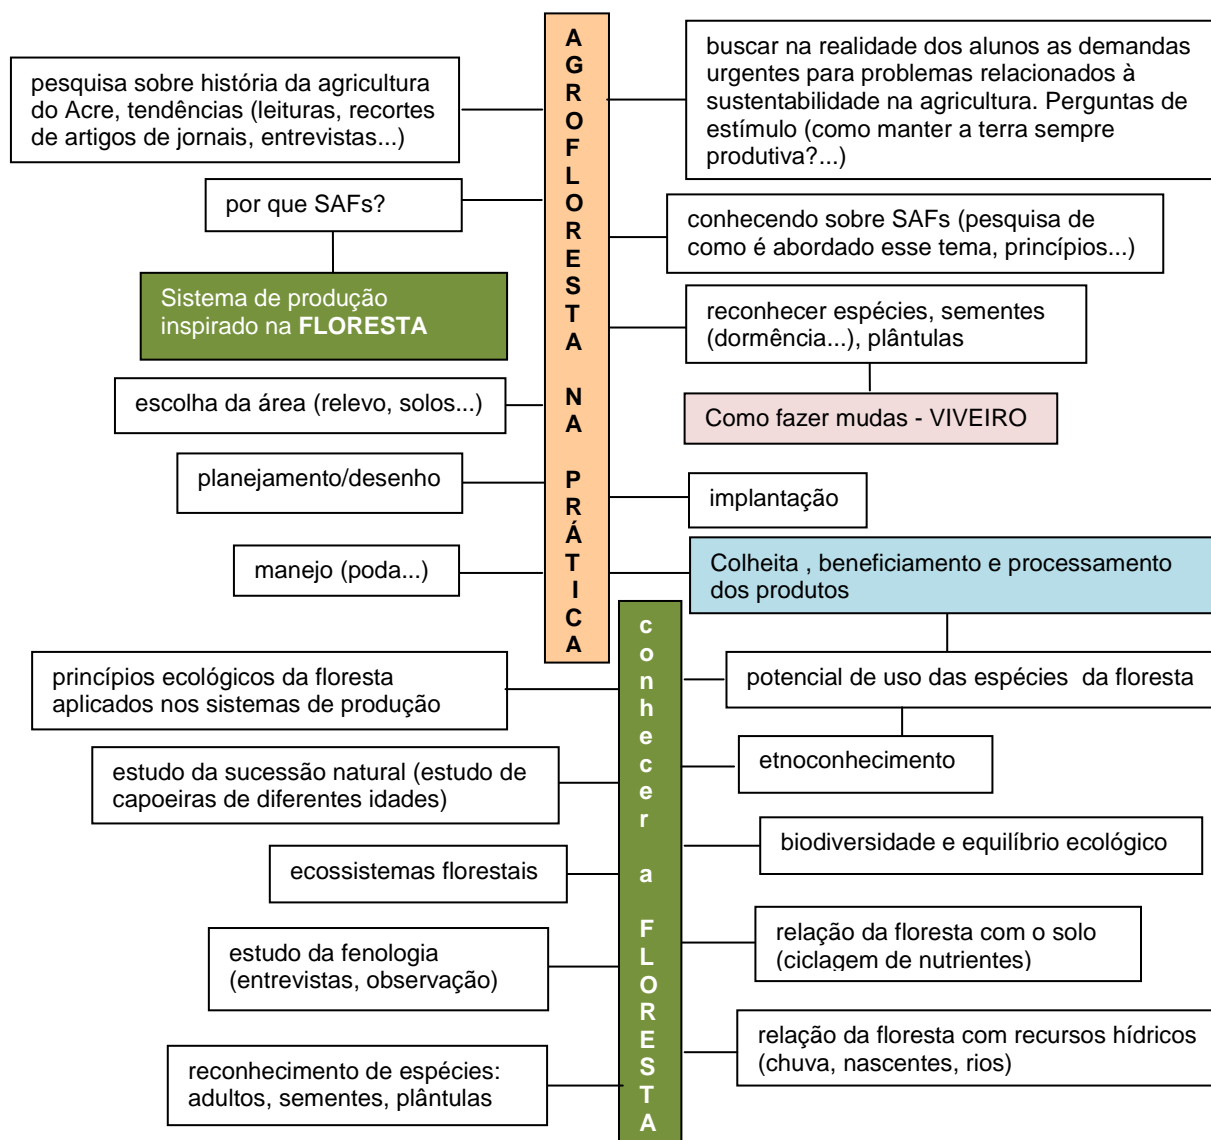 AGROFLORESTA NA PRÁTICA
pesquisa sobre história da agricultura
do Acre, tendências (leituras, recortes
de artigos de jornais, entrevistas...)
buscar na realidade dos alunos as demandas
urgentes para problemas relacionados à
sustentabilidade na agricultura. Perguntas de
estímulo (como manter a terra sempre
produtiva?...)
por que SAFs?
conhecendo sobre SAFs (pesquisa de
como é abordado esse tema, princípios...)
Sistema de produção
inspirado na FLORESTA
reconhecer espécies, sementes
(dormência...), plântulas
escolha da área (relevo, solos...)
Como fazer mudas - VIVEIRO
planejamento/desenho
implantação
manejo (poda...)
Colheita , beneficiamento e processamento
dos produtos
conhecer a FLORESTA
princípios ecológicos da floresta
aplicados nos sistemas de produção
potencial de uso das espécies da floresta
estudo da sucessão natural (estudo de
capoeiras de diferentes idades)
etnoconhecimento
biodiversidade e equilíbrio ecológico
ecossistemas florestais
estudo da fenologia
(entrevistas, observação)
relação da floresta com o solo
(ciclagem de nutrientes)
relação da floresta com recursos hídricos
(chuva, nascentes, rios)
reconhecimento de espécies:
adultos, sementes, plântulas